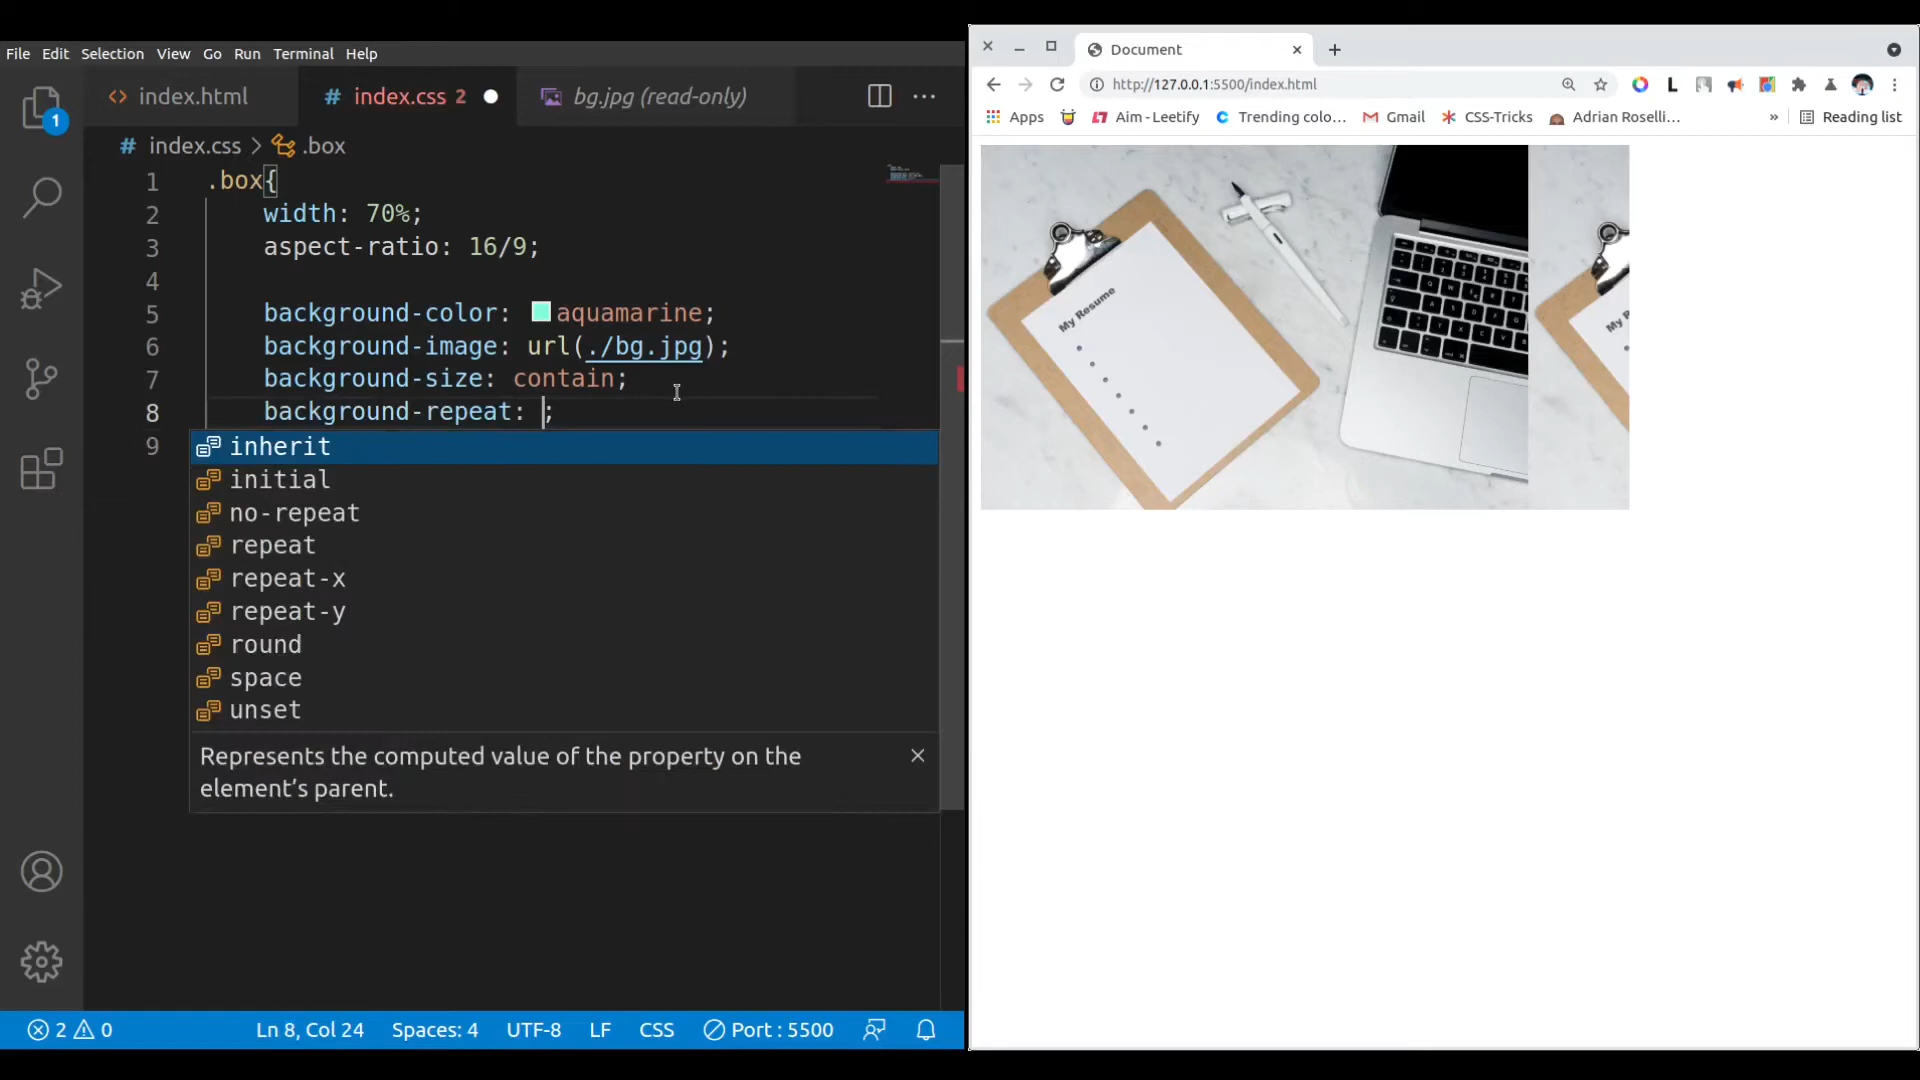 File Edit Selection View Go Run Terminal Help
index.html
# index.css 2
bg.jpg (read-only)
1
# index.css > .box
1 .box{
2 width: 70%;
3 aspect-ratio: 16/9;
4
5 background-color: aquamarine;
6 background-image: url(./bg.jpg);
7 background-size: contain;
8 background-repeat: ;
9
inherit
initial
no-repeat
repeat
repeat-x
repeat-y
round
space
unset
Represents the computed value of the property on the
element's parent.
2 0 Ln 8, Col 24 Spaces: 4 UTF-8 LF CSS Port : 5500
Document
http://127.0.0.1:5500/index.html
Apps Aim - Leetify Trending colo... Gmail CSS-Tricks Adrian Roselli... » Reading list
My Resume
My R